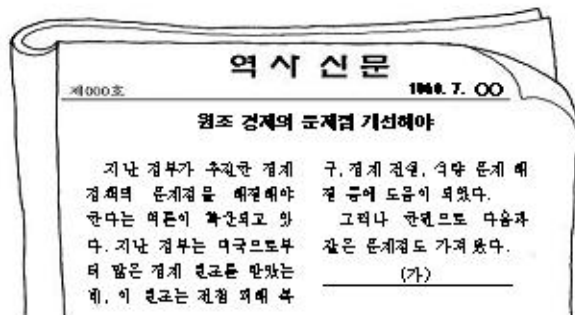 역사 신문
제000호
1960. 7. 〇〇
원조 경제의 문제점 개선해야
지난 정부가 추진한 경제
정책의 문제점을 해결해야
한다는 여론이 확산되고 있
다. 지난 정부는 미국으로부
터 많은 경제 원조를 받았는
데, 이 원조는 전쟁 피해 복
구, 경제 건설, 식량 문제 해
결 등에 도움이 되었다.
그러나 한편으로 다음과
같은 문제점도 가져 왔다.
(가)